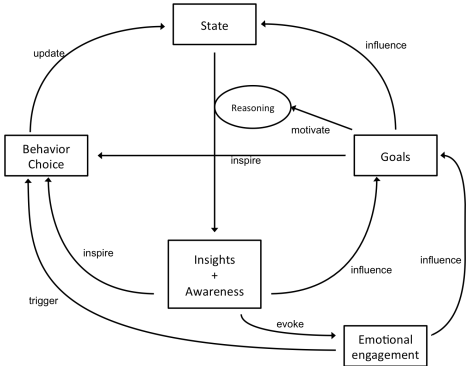 State
update
influence
Reasoning
motivate
Behavior
Choice
Goals
inspire
inspire
Insights
+
Awareness
influence
influence
trigger
evoke
Emotional
engagement